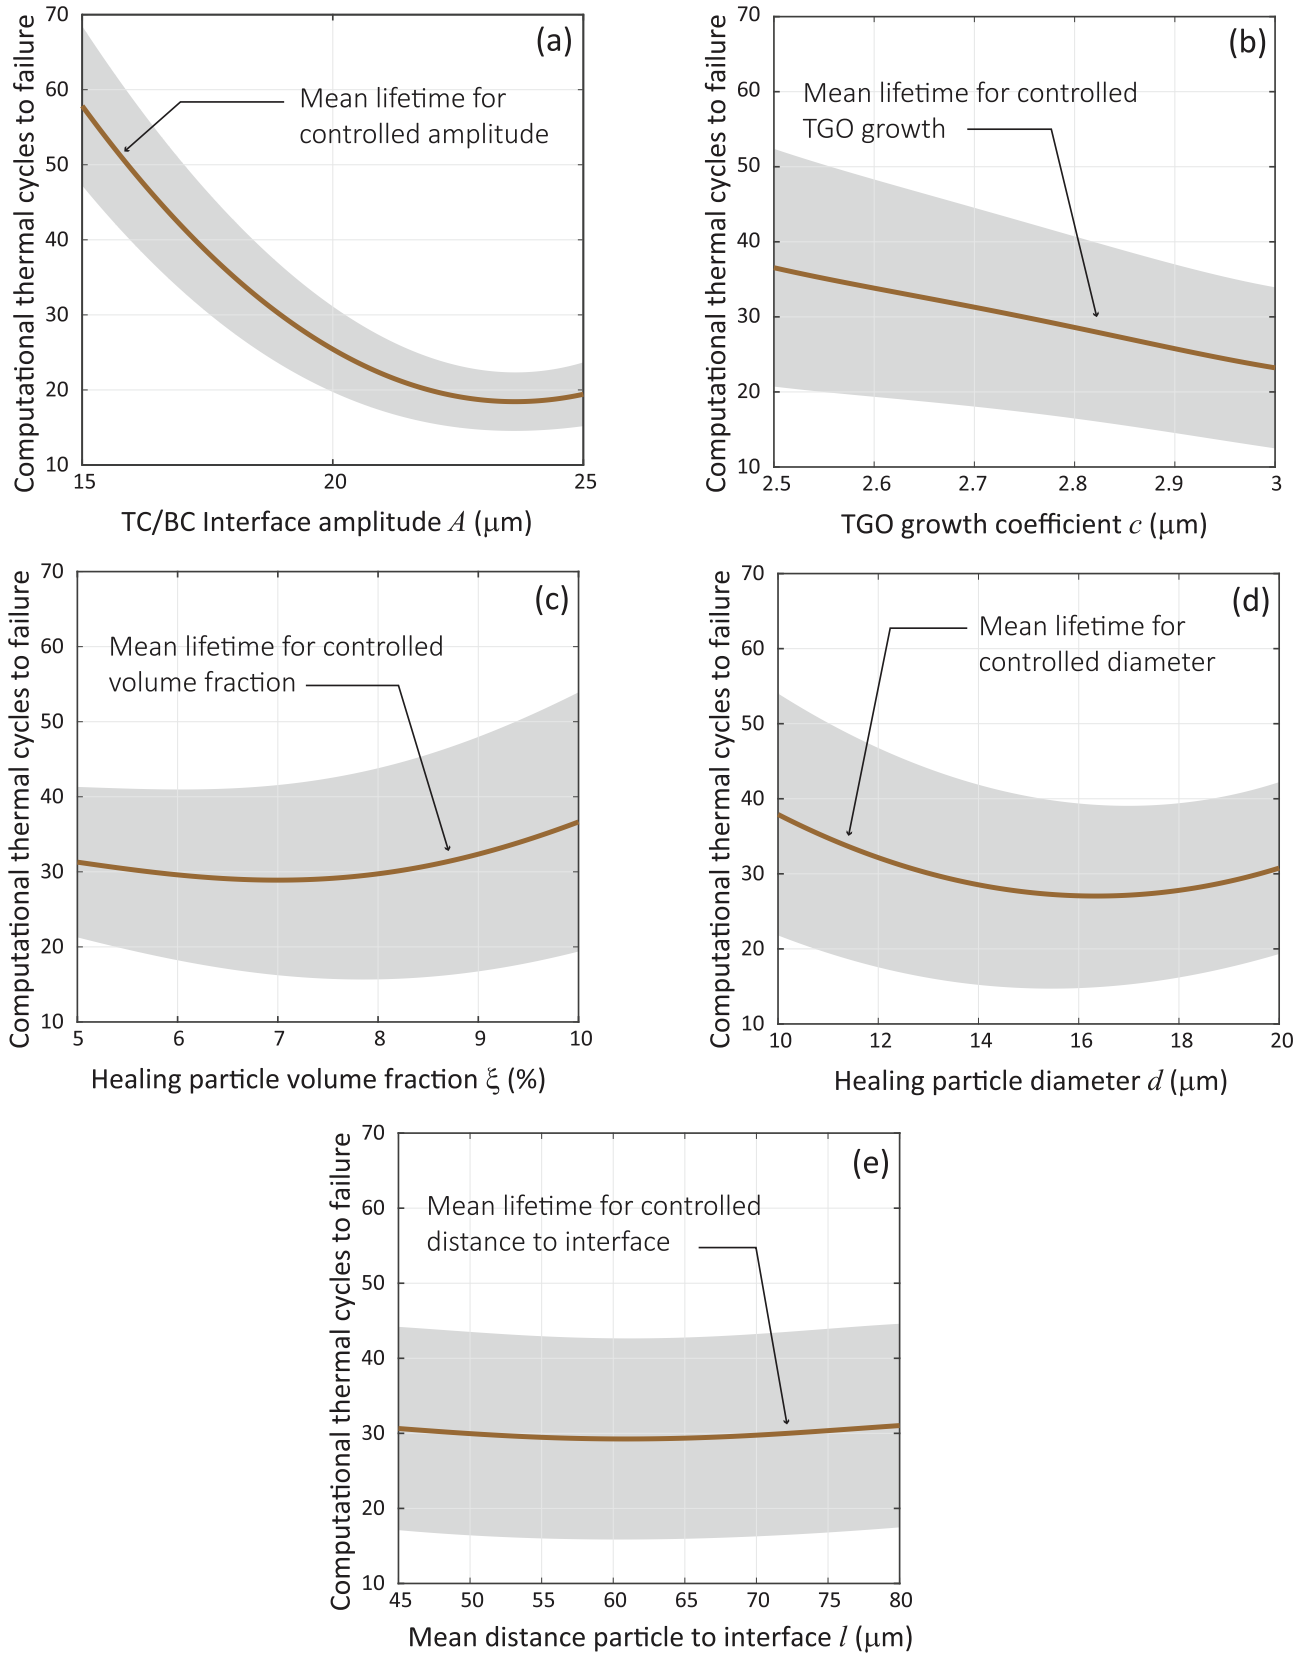 Computational thermal cycles to failure
70
60
50
40
30
20
10
(a)
Mean lifetime for
controlled amplitude
15
20
25
TC/BC Interface amplitude A (μm)
Computational thermal cycles to failure
70
60
50
40
30
20
10
(b)
Mean lifetime for controlled
TGO growth
2.5
2.6
2.7
2.8
2.9
3
TGO growth coefficient c (μm)
Computational thermal cycles to failure
70
60
50
40
30
20
10
(c)
Mean lifetime for controlled
volume fraction
5
6
7
8
9
10
Healing particle volume fraction ξ (%)
Computational thermal cycles to failure
70
60
50
40
30
20
10
(d)
Mean lifetime for
controlled diameter
10
12
14
16
18
20
Healing particle diameter d (μm)
Computational thermal cycles to failure
70
60
50
40
30
20
10
(e)
Mean lifetime for controlled
distance to interface
45
50
55
60
65
70
75
80
Mean distance particle to interface l (μm)